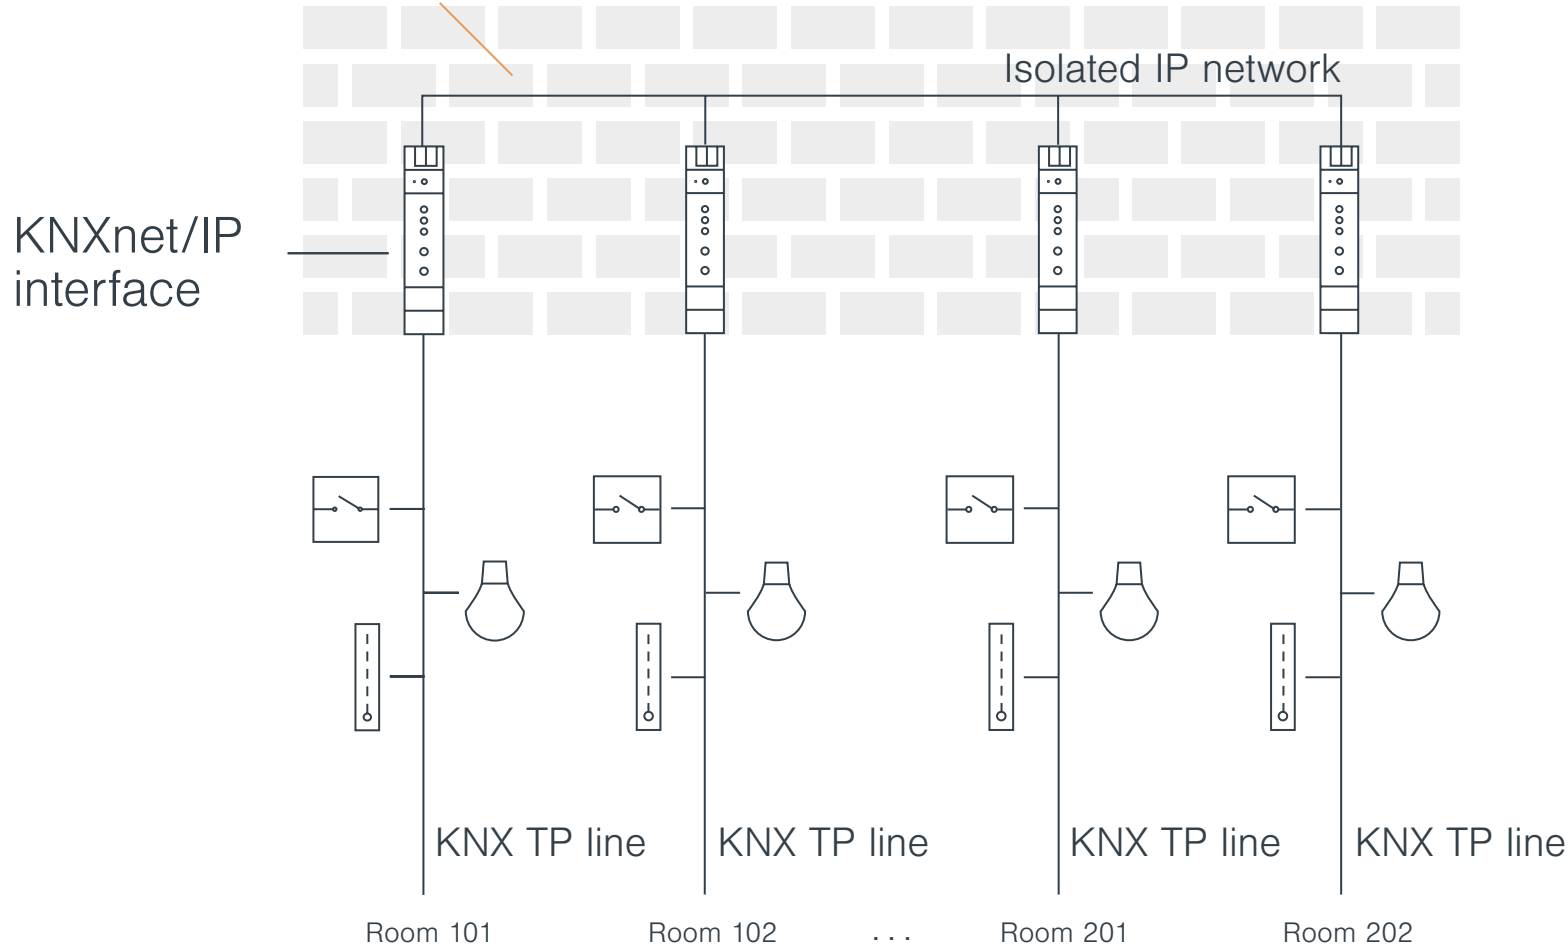 Isolated IP network
KNXnet/IP
interface
KNX TP line
KNX TP line
KNX TP line
KNX TP line
Room 101
Room 102
...
Room 201
Room 202